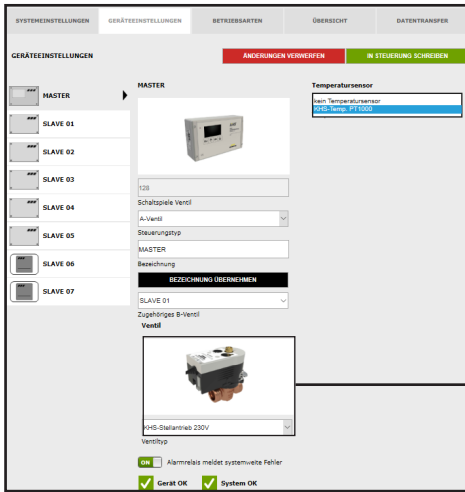 SYSTEMEINSTELLUNGEN GERÄTEEINSTELLUNGEN BETRIEBSARTEN ÜBERSICHT DATENTRANSFER
GERÄTEEINSTELLUNGEN
ÄNDERUNGEN VERWERFEN
IN STEUERUNG SCHREIBEN
MASTER
SLAVE 01
SLAVE 02
SLAVE 03
SLAVE 04
SLAVE 05
SLAVE 06
SLAVE 07
MASTER
128
Schaltspiele Ventil
A-Ventil
Steuerungstyp
MASTER
Bezeichnung
BEZEICHNUNG ÜBERNEHMEN
SLAVE 01
Zugehöriges B-Ventil
Ventil
KHS-Stellantrieb 230V
Ventiltyp
ON Alarmrelais meldet systemweite Fehler
Gerät OK System OK
Temperatursensor
kein Temperatursensor
KHS-Temp. PT1000